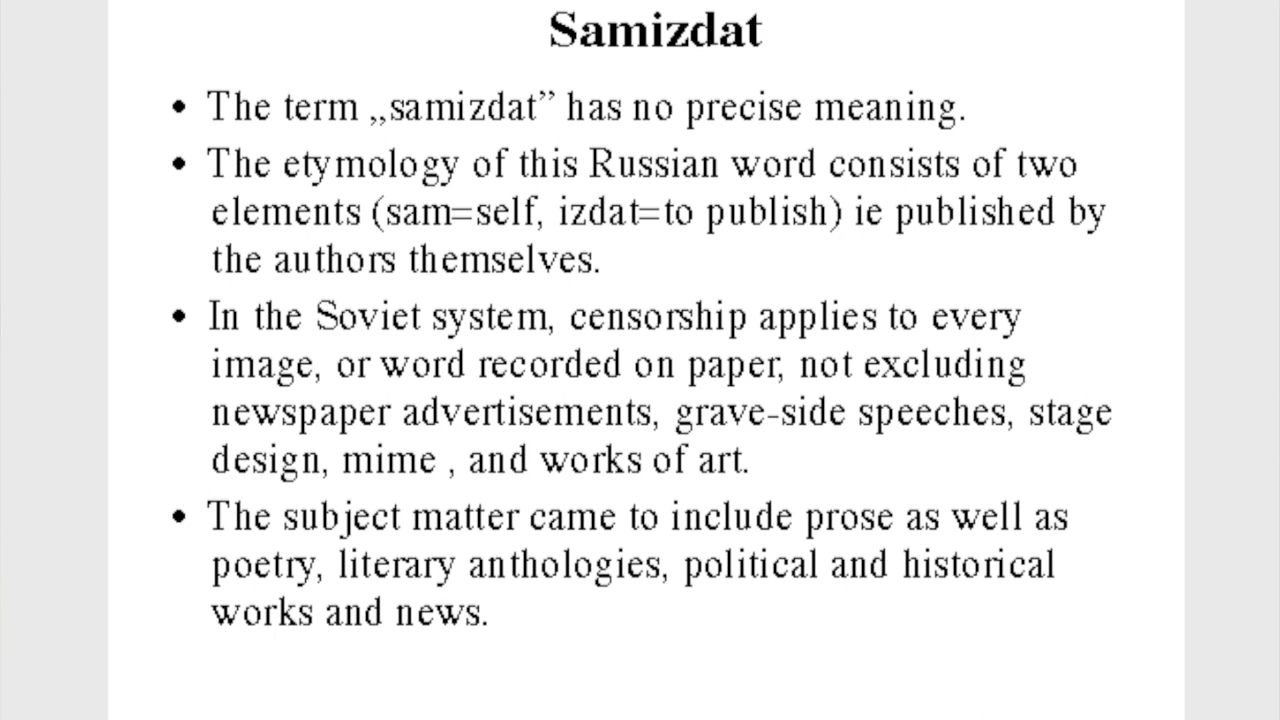 Samizdat
• The term „samizdat” has no precise meaning.
• The etymology of this Russian word consists of two
elements (sam=self, izdat=to publish) ie published by
the authors themselves.
• In the Soviet system, censorship applies to every
image, or word recorded on paper, not excluding
newspaper advertisements, grave-side speeches, stage
design, mime , and works of art.
• The subject matter came to include prose as well as
poetry, literary anthologies, political and historical
works and news.